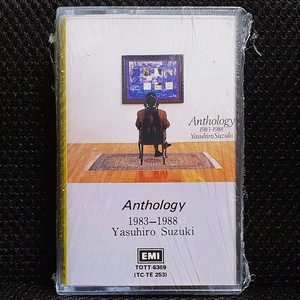 Anthology
1983-1988
Yasuhiro Suzuki
Anthology
1983-1988
Yasuhiro Suzuki
EMI
TOTT-6369
(TC-TE 253)